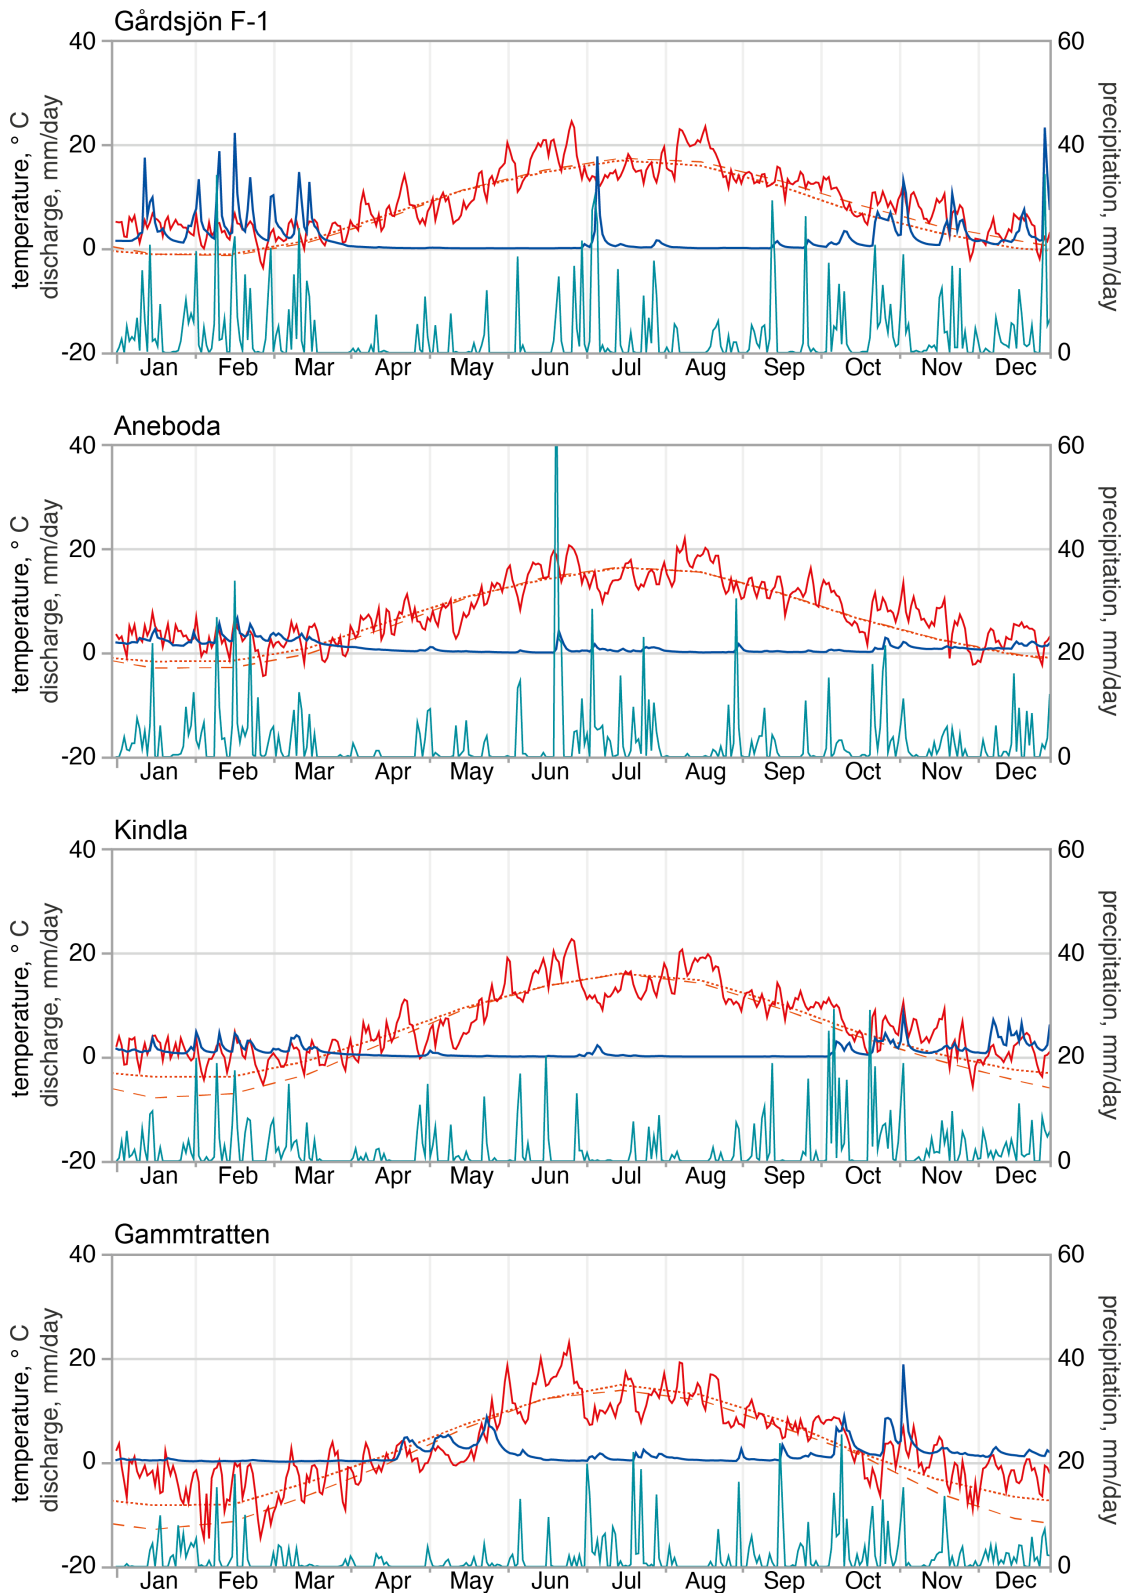 Gårdsjön F-1
40
20
0
-20
60
40
20
0
temperature, ° C
discharge, mm/day
precipitation, mm/day
Jan Feb Mar Apr May Jun Jul Aug Sep Oct Nov Dec
Aneboda
40
20
0
-20
60
40
20
0
temperature, ° C
discharge, mm/day
precipitation, mm/day
Jan Feb Mar Apr May Jun Jul Aug Sep Oct Nov Dec
Kindla
40
20
0
-20
60
40
20
0
temperature, ° C
discharge, mm/day
precipitation, mm/day
Jan Feb Mar Apr May Jun Jul Aug Sep Oct Nov Dec
Gammtratten
40
20
0
-20
60
40
20
0
temperature, ° C
discharge, mm/day
precipitation, mm/day
Jan Feb Mar Apr May Jun Jul Aug Sep Oct Nov Dec